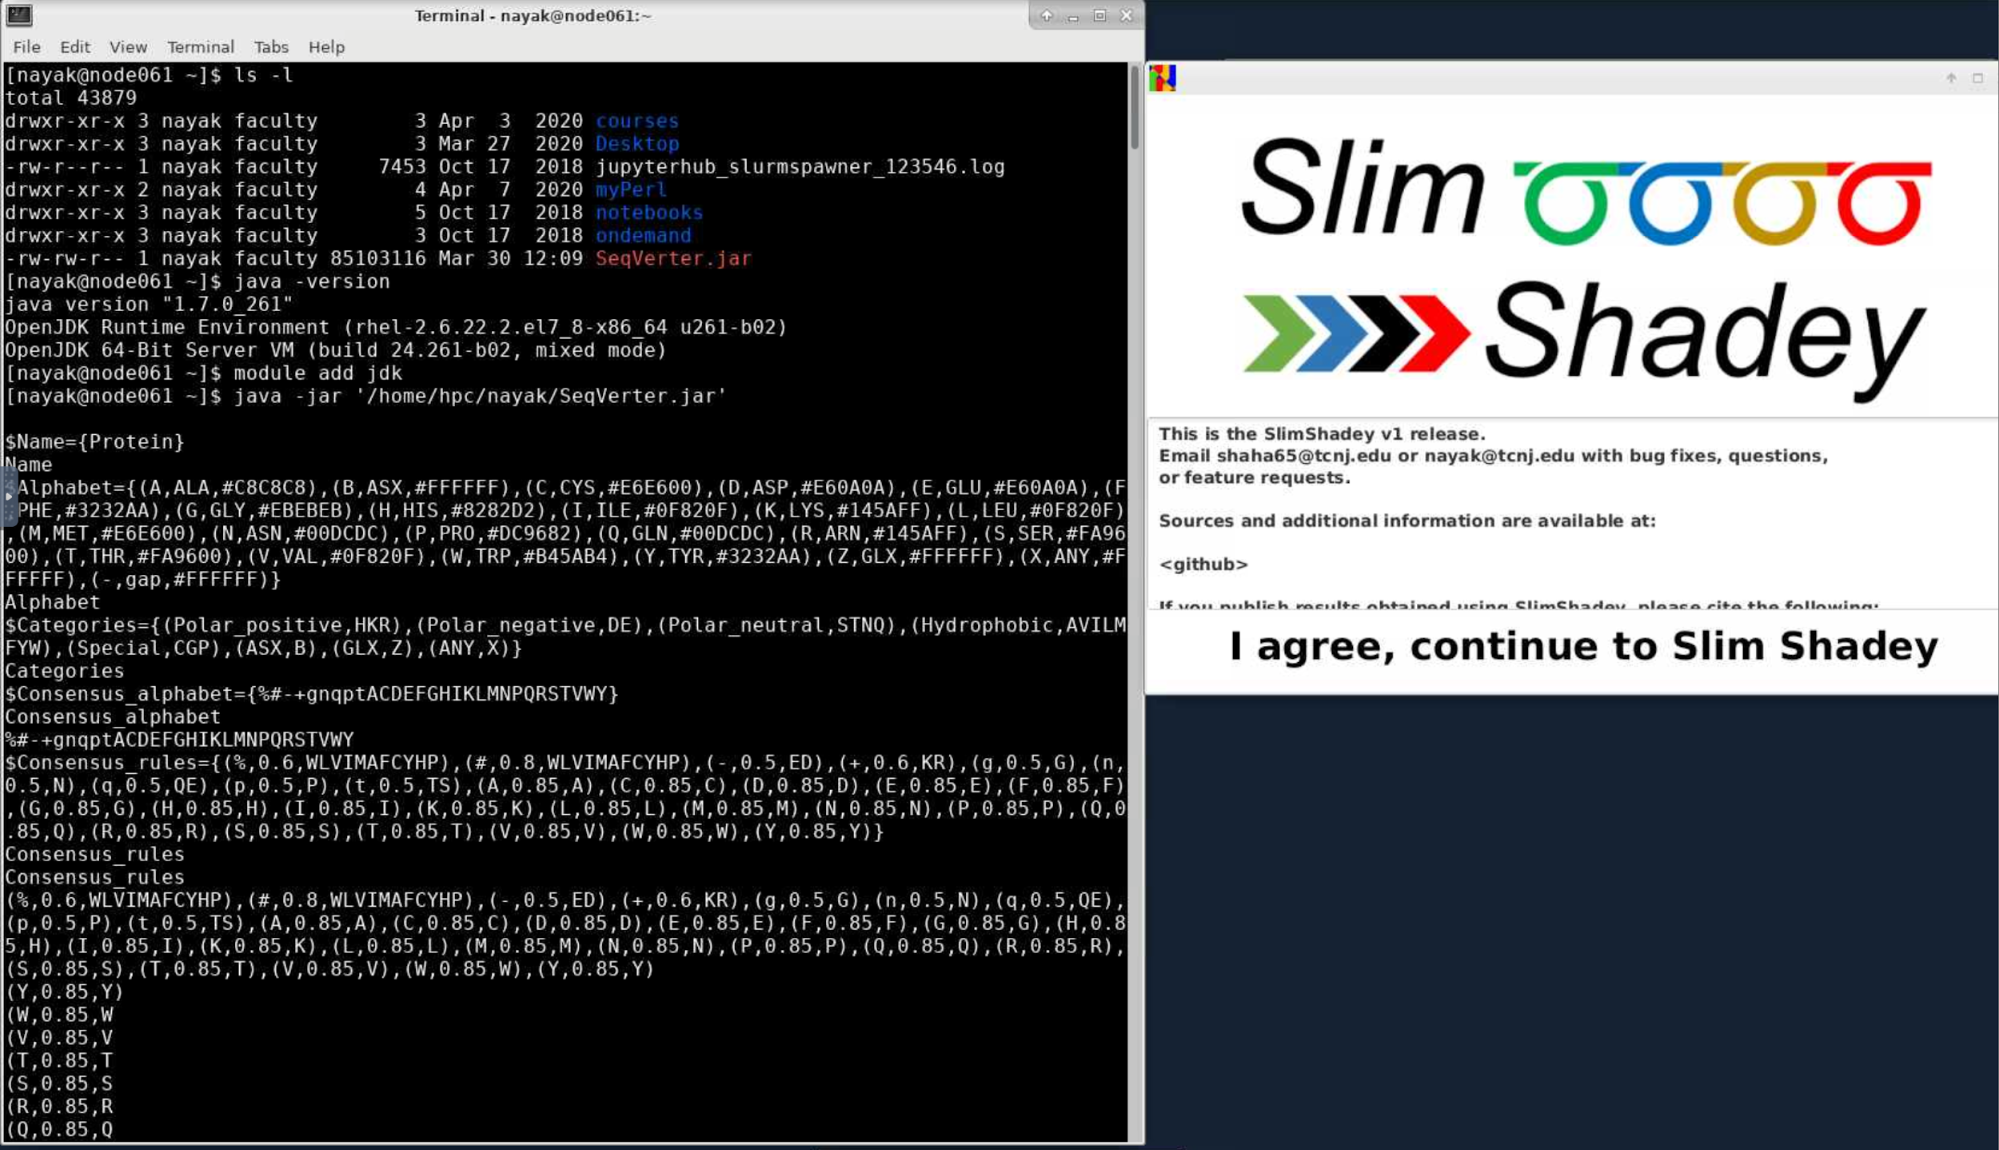 Terminal - nayak@node061:~
File Edit View Terminal Tabs Help
[nayak@node061 ~]$ ls -l
total 43879
drwxr-xr-x 3 nayak faculty        3 Apr  3  2020 courses
drwxr-xr-x 3 nayak faculty        3 Mar 27  2020 Desktop
-rw-r--r-- 1 nayak faculty     7453 Oct 17  2018 jupyterhub_slurmspawner_123546.log
drwxr-xr-x 2 nayak faculty        4 Apr  7  2020 myPerl
drwxr-xr-x 3 nayak faculty        5 Oct 17  2018 notebooks
drwxr-xr-x 3 nayak faculty        3 Oct 17  2018 ondemand
-rw-rw-r-- 1 nayak faculty 85103116 Mar 30 12:09 SeqVerter.jar
[nayak@node061 ~]$ java -version
java version "1.7.0_261"
OpenJDK Runtime Environment (rhel-2.6.22.2.el7_8-x86_64 u261-b02)
OpenJDK 64-Bit Server VM (build 24.261-b02, mixed mode)
[nayak@node061 ~]$ module add jdk
[nayak@node061 ~]$ java -jar '/home/hpc/nayak/SeqVerter.jar'
$Name={Protein}
Name
Alphabet={(A,ALA,#C8C8C8),(B,ASX,#FFFFFF),(C,CYS,#E6E600),(D,ASP,#E60A0A),(E,GLU,#E60A0A),(F
PHE,#3232AA),(G,GLY,#EBEBEB),(H,HIS,#8282D2),(I,ILE,#0F820F),(K,LYS,#145AFF),(L,LEU,#0F820F)
,(M,MET,#E6E600),(N,ASN,#00DCDC),(P,PRO,#DC9682),(Q,GLN,#00DCDC),(R,ARN,#145AFF),(S,SER,#FA96
00),(T,THR,#FA9600),(V,VAL,#0F820F),(W,TRP,#B45AB4),(Y,TYR,#3232AA),(Z,GLX,#FFFFFF),(X,ANY,#F
FFFFF),(-,gap,#FFFFFF)}
Alphabet
$Categories={(Polar_positive,HKR),(Polar_negative,DE),(Polar_neutral,STNQ),(Hydrophobic,AVILM
FYW),(Special,CGP),(ASX,B),(GLX,Z),(ANY,X)}
Categories
$Consensus_alphabet={%#-+gnqptACDEFGHIKLMNPQRSTVWY}
Consensus_alphabet
%#-+gnqptACDEFGHIKLMNPQRSTVWY
$Consensus_rules={(%,0.6,WLVIMAFCYHP),(#,0.8,WLVIMAFCYHP),(-,0.5,ED),(+,0.6,KR),(g,0.5,G),(n,
0.5,N),(q,0.5,QE),(p,0.5,P),(t,0.5,TS),(A,0.85,A),(C,0.85,C),(D,0.85,D),(E,0.85,E),(F,0.85,F)
,(G,0.85,G),(H,0.85,H),(I,0.85,I),(K,0.85,K),(L,0.85,L),(M,0.85,M),(N,0.85,N),(P,0.85,P),(Q,0
.85,Q),(R,0.85,R),(S,0.85,S),(T,0.85,T),(V,0.85,V),(W,0.85,W),(Y,0.85,Y)}
Consensus_rules
Consensus_rules
(%,0.6,WLVIMAFCYHP),(#,0.8,WLVIMAFCYHP),(-,0.5,ED),(+,0.6,KR),(g,0.5,G),(n,0.5,N),(q,0.5,QE),
(p,0.5,P),(t,0.5,TS),(A,0.85,A),(C,0.85,C),(D,0.85,D),(E,0.85,E),(F,0.85,F),(G,0.85,G),(H,0.8
5,H),(I,0.85,I),(K,0.85,K),(L,0.85,L),(M,0.85,M),(N,0.85,N),(P,0.85,P),(Q,0.85,Q),(R,0.85,R),
(S,0.85,S),(T,0.85,T),(V,0.85,V),(W,0.85,W),(Y,0.85,Y)
(Y,0.85,Y)
(W,0.85,W
(V,0.85,V
(T,0.85,T
(S,0.85,S
(R,0.85,R
(Q,0.85,Q
Slim
Shadey
This is the SlimShadey v1 release.
Email shaha65@tcnj.edu or nayak@tcnj.edu with bug fixes, questions,
or feature requests.
Sources and additional information are available at:
<github>
If you publish results obtained using SlimShadey, please cite the following:
I agree, continue to Slim Shadey